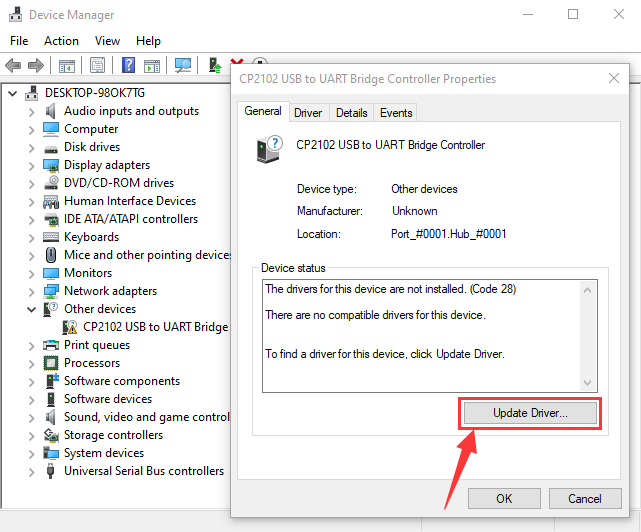 Device Manager
File Action View Help
DESKTOP-98OK7TG
Audio inputs and outputs
Computer
Disk drives
Display adapters
DVD/CD-ROM drives
Human Interface Devices
IDE ATA/ATAPI controllers
Keyboards
Mice and other pointing devices
Monitors
Network adapters
Other devices
CP2102 USB to UART Bridge
Print queues
Processors
Software components
Software devices
Sound, video and game control
Storage controllers
System devices
Universal Serial Bus controllers
CP2102 USB to UART Bridge Controller Properties
General Driver Details Events
CP2102 USB to UART Bridge Controller
Device type: Other devices
Manufacturer: Unknown
Location: Port_#0001.Hub_#0001
Device status
The drivers for this device are not installed. (Code 28)
There are no compatible drivers for this device.
To find a driver for this device, click Update Driver.
Update Driver...
OK Cancel